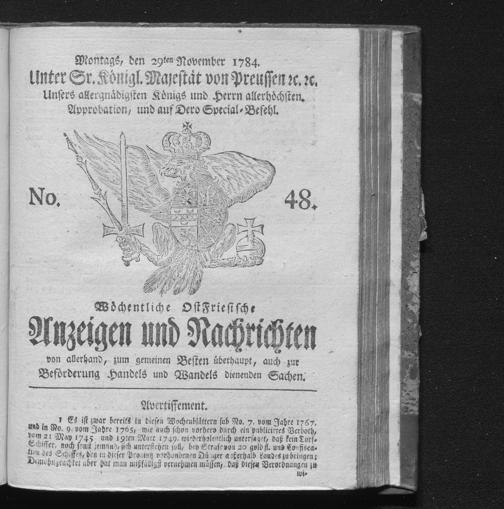 Montags, den 29ten November 1784.
Unter Sr. Königl. Majestät von Preussen ꝛc. ꝛc.
Unsers allergnädigsten Königs und Herrn allerhöchsten.
Approbation, und auf Dero Special-Befehl.
No. 48.
Wöchentliche OstFriesische
Anzeigen und Nachrichten
von allerhand, zum gemeinen Besten überhaupt, auch zur
Beförderung Handels und Wandels dienenden Sachen.
Avertissement.
1 Es ist zwar bereits in diesen Wochenblättern sub No. 7. vom Jahre 1767.
und in No. 9. vom Jahre 1765, wie auch schon vorhero durch ein publicirtes Verboth,
vom 21 May 1745 und 19ten Mart 1749. wiederholentlich untersaget, daß kein Torf-
Schiffer, noch sonst jemand, sich unterstehen soll, bey Strafe von 20 goldfl. und Confisca-
tion des Schiffes, den in dieser Provinz vorhandenen Dünger ausserhalb Landes zu bringen;
Demohngeachtet aber hat man mißfällig vernehmen müssen, daß diesen Verordnungen zu
wi-